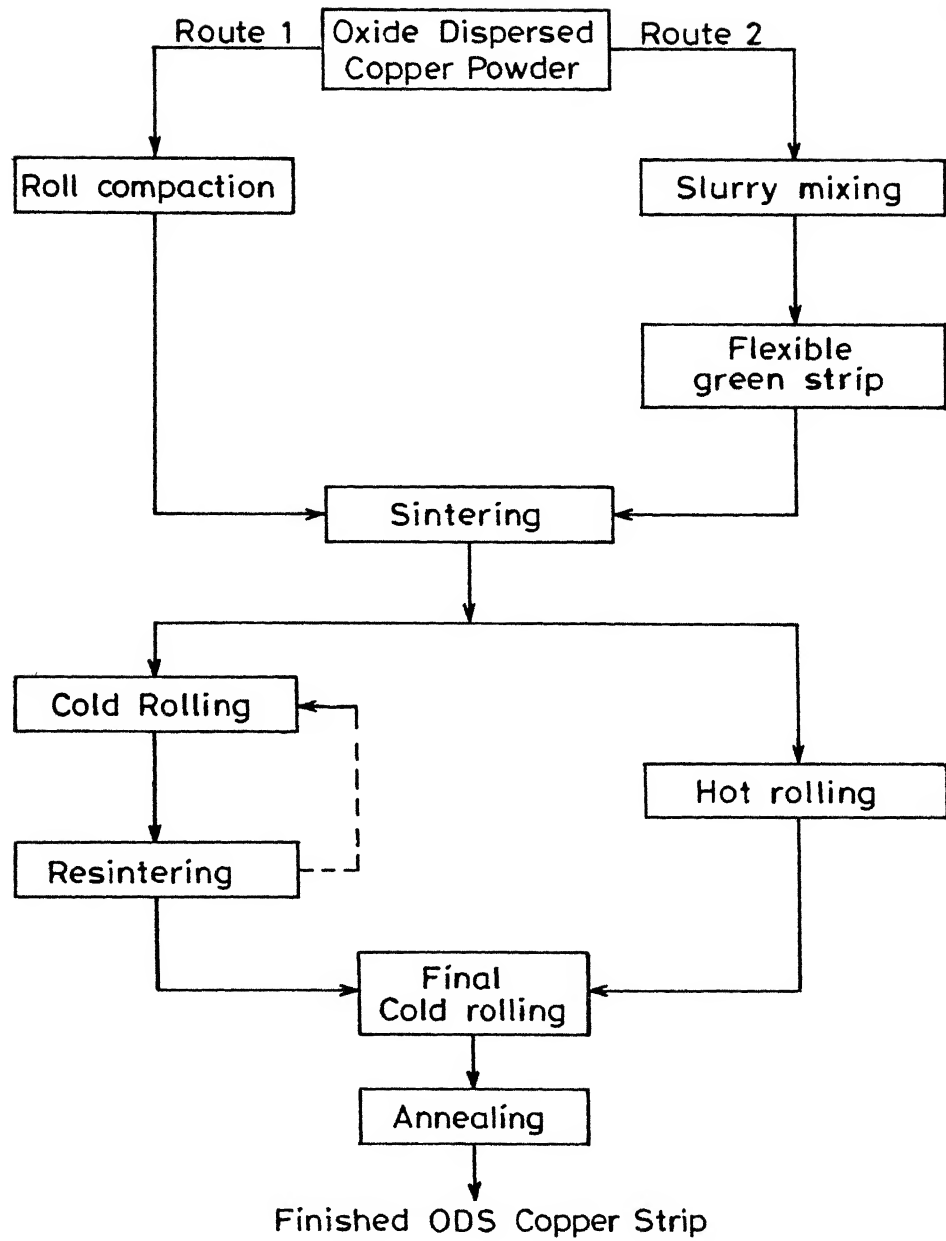 Route 1
Oxide Dispersed
Copper Powder
Route 2
Roll compaction
Slurry mixing
Flexible
green strip
Sintering
Cold Rolling
Hot rolling
Resintering
Final
Cold rolling
Annealing
Finished ODS Copper Strip